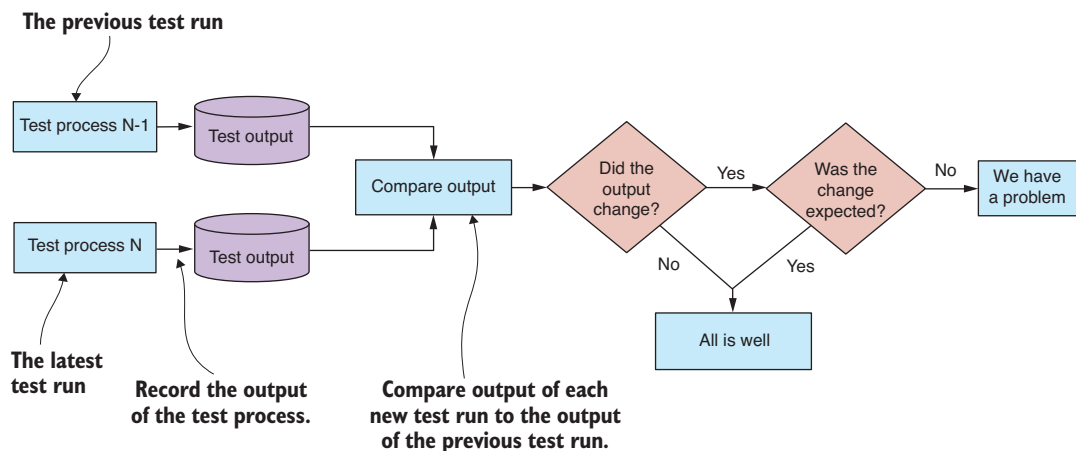 The previous test run
Test process N-1
Test output
Compare output
Did the
output
change?
Yes
Was the
change
expected?
No
We have
a problem
Test process N
Test output
No
Yes
All is well
The latest
test run
Record the output
of the test process.
Compare output of each
new test run to the output
of the previous test run.